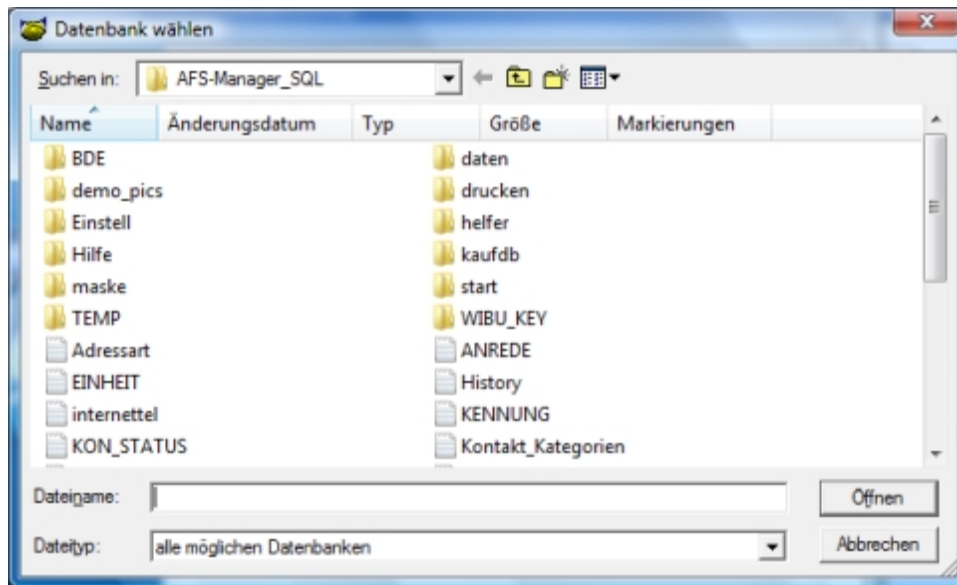 Datenbank wählen
Suchen in: AFS-Manager_SQL
Name Änderungsdatum Typ Größe Markierungen
BDE daten
demo_pics drucken
Einstell helfer
Hilfe kaufdb
maske start
TEMP WIBU_KEY
Adressart ANREDE
EINHEIT History
internettel KENNUNG
KON_STATUS Kontakt_Kategorien
Dateiname: Öffnen
Dateityp: alle möglichen Datenbanken Abbrechen